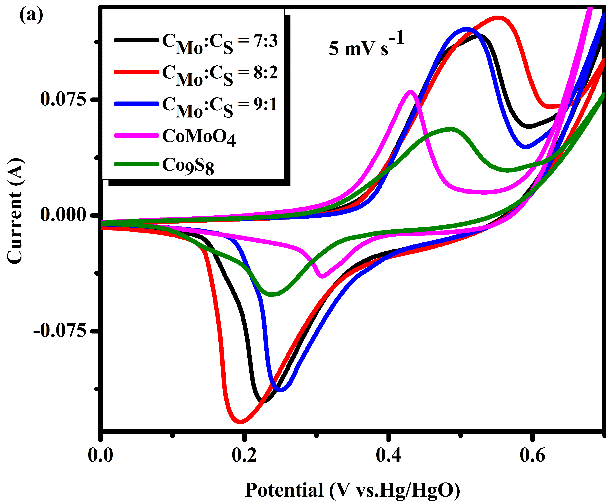 (a)
C_Mo:C_S = 7:3
C_Mo:C_S = 8:2
C_Mo:C_S = 9:1
CoMoO₄
Co₉S₈
5 mV s⁻¹
0.075
0.000
-0.075
Current (A)
0.0 0.2 0.4 0.6
Potential (V vs.Hg/HgO)